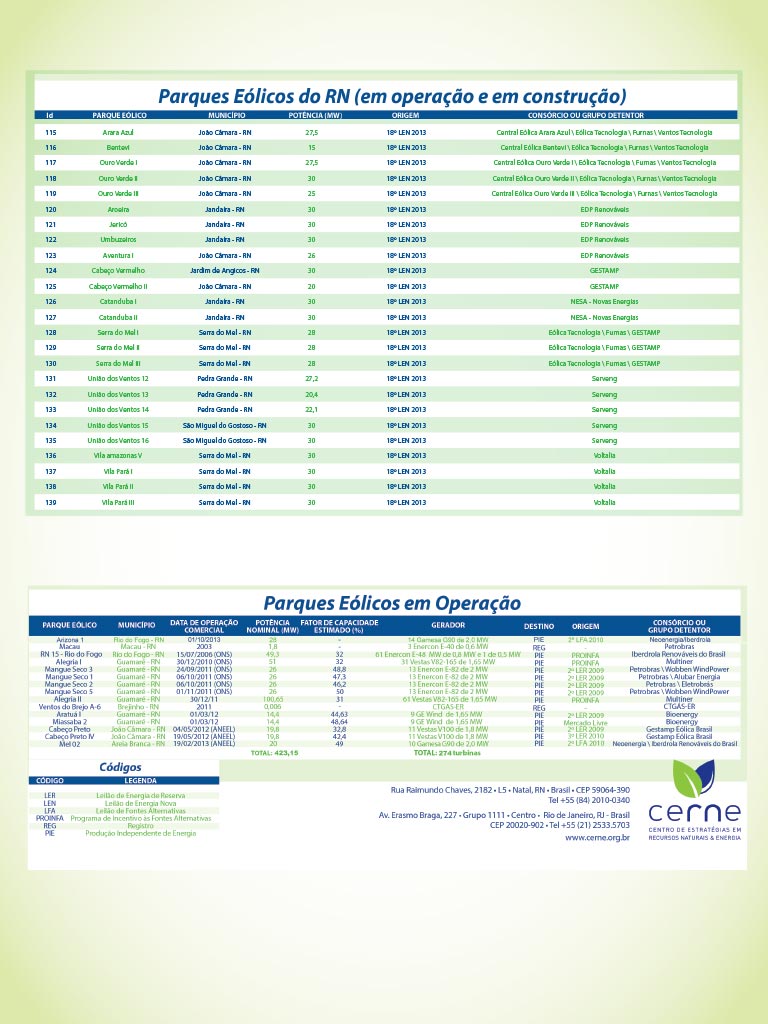 Parques Eólicos do RN (em operação e em construção)
Id PARQUE EÓLICO MUNICÍPIO POTÊNCIA (MW) ORIGEM CONSÓRCIO OU GRUPO DETENTOR
115 Arara Azul João Câmara - RN 27,5 18º LEN 2013 Central Eólica Arara Azul \ Eólica Tecnologia \ Furnas \ Ventos Tecnologia
116 Bentevi João Câmara - RN 15 18º LEN 2013 Central Eólica Bentevi \ Eólica Tecnologia \ Furnas \ Ventos Tecnologia
117 Ouro Verde I João Câmara - RN 27,5 18º LEN 2013 Central Eólica Ouro Verde I \ Eólica Tecnologia \ Furnas \ Ventos Tecnologia
118 Ouro Verde II João Câmara - RN 30 18º LEN 2013 Central Eólica Ouro Verde II \ Eólica Tecnologia \ Furnas \ Ventos Tecnologia
119 Ouro Verde III João Câmara - RN 25 18º LEN 2013 Central Eólica Ouro Verde III \ Eólica Tecnologia \ Furnas \ Ventos Tecnologia
120 Aroeira Jandaíra - RN 30 18º LEN 2013 EDP Renováveis
121 Jericó Jandaíra - RN 30 18º LEN 2013 EDP Renováveis
122 Umbuzeiros Jandaíra - RN 30 18º LEN 2013 EDP Renováveis
123 Aventura I Jandaíra - RN 26 18º LEN 2013 EDP Renováveis
124 Cabeço Vermelho Jardim de Angicos - RN 30 18º LEN 2013 GESTAMP
125 Cabeço Vermelho II João Câmara - RN 20 18º LEN 2013 GESTAMP
126 Catanduba I Jandaíra - RN 30 18º LEN 2013 NESA - Novas Energias
127 Catanduba II Jandaíra - RN 30 18º LEN 2013 NESA - Novas Energias
128 Serra do Mel I Serra do Mel - RN 28 18º LEN 2013 Eólica Tecnologia \ Furnas \ GESTAMP
129 Serra do Mel II Serra do Mel - RN 28 18º LEN 2013 Eólica Tecnologia \ Furnas \ GESTAMP
130 Serra do Mel III Serra do Mel - RN 28 18º LEN 2013 Eólica Tecnologia \ Furnas \ GESTAMP
131 União dos Ventos 12 Pedra Grande - RN 27,2 18º LEN 2013 Serveng
132 União dos Ventos 13 Pedra Grande - RN 20,4 18º LEN 2013 Serveng
133 União dos Ventos 14 Pedra Grande - RN 22,1 18º LEN 2013 Serveng
134 União dos Ventos 15 São Miguel do Gostoso - RN 30 18º LEN 2013 Serveng
135 União dos Ventos 16 São Miguel do Gostoso - RN 30 18º LEN 2013 Serveng
136 Vila amazonas V Serra do Mel - RN 30 18º LEN 2013 Voltalia
137 Vila Pará I Serra do Mel - RN 30 18º LEN 2013 Voltalia
138 Vila Pará II Serra do Mel - RN 30 18º LEN 2013 Voltalia
139 Vila Pará III Serra do Mel - RN 30 18º LEN 2013 Voltalia
Parques Eólicos em Operação
PARQUE EÓLICO MUNICÍPIO DATA DE OPERAÇÃO COMERCIAL POTÊNCIA NOMINAL (MW) FATOR DE CAPACIDADE ESTIMADO (%) GERADOR DESTINO ORIGEM CONSÓRCIO OU GRUPO DETENTOR
Arizona 1 Rio do Fogo - RN 01/10/2013 28 - 14 Gamesa G90 de 2,0 MW PIE 2º LFA 2010 Neoenergia/Iberdrola
Macau Macau - RN 2003 1,8 - 3 Enercon E-40 de 0,6 MW REG Petrobras
RN 15 - Rio do Fogo Rio do Fogo - RN 15/07/2006 (ONS) 49,3 32 61 Enercon E-48 /MW de 0,8 MW e 1 de 0,5 MW PIE PROINFA Iberdrola Renováveis do Brasil
Alegria I Guamaré - RN 30/12/2010 (ONS) 51 32 31 Vestas V82-165 de 1,65 MW PIE PROINFA Multiner
Mangue Seco 3 Guamaré - RN 24/09/2011 (ONS) 26 48,8 13 Enercon E-82 de 2 MW PIE 2º LER 2009 Petrobras \ Wobben WindPower
Mangue Seco 1 Guamaré - RN 06/10/2011 (ONS) 26 47,3 13 Enercon E-82 de 2 MW PIE 2º LER 2009 Petrobras \ Alubar Energia
Mangue Seco 2 Guamaré - RN 06/10/2011 (ONS) 26 46,2 13 Enercon E-82 de 2 MW PIE 2º LER 2009 Petrobras \ Eletrobrás
Mangue Seco 5 Guamaré - RN 01/11/2011 (ONS) 26 50 13 Enercon E-82 de 2 MW PIE 2º LER 2009 Petrobras \ Wobben WindPower
Alegria II Guamaré - RN 30/12/11 100,65 31 61 Vestas V82-165 de 1,65 MW PIE PROINFA Multiner
Ventos do Brejo A-6 Brejinho - RN 2011 0,006 - CTGAS-ER REG - CTGAS-ER
Aratuá I Guamaré - RN 01/03/12 14,4 44,63 9 GE Wind de 1,65 MW PIE 2º LER 2009 Bioenergy
Miassaba 2 Guamaré - RN 01/03/12 14,4 48,64 9 GE Wind de 1,65 MW PIE Mercado Livre Bioenergy
Cabeço Preto João Câmara - RN 04/05/2012 (ANEEL) 19,8 32,8 11 Vestas V100 de 1,8 MW PIE 2º LER 2009 Gestamp Eólica Brasil
Cabeço Preto IV João Câmara - RN 19/05/2012 (ANEEL) 19,8 42,4 11 Vestas V100 de 1,8 MW PIE 3º LER 2010 Gestamp Eólica Brasil
Mel 02 Areia Branca - RN 19/02/2013 (ANEEL) 20 49 10 Gamesa G90 de 2,0 MW PIE 2º LFA 2010 Neoenergia \ Iberdrola Renováveis do Brasil
TOTAL: 423,15 TOTAL: 274 turbinas
Códigos
CÓDIGO LEGENDA
LER Leilão de Energia de Reserva
LEN Leilão de Energia Nova
LFA Leilão de Fontes Alternativas
PROINFA Programa de Incentivo às Fontes Alternativas
REG Registro
PIE Produção Independente de Energia
Rua Raimundo Chaves, 2182 • L5 • Natal, RN • Brasil • CEP 59064-390
Tel +55 (84) 2010-0340
Av. Erasmo Braga, 227 • Grupo 1111 • Centro • Rio de Janeiro, RJ - Brasil
CEP 20020-902 • Tel +55 (21) 2533.5703
www.cerne.org.br
cerne
CENTRO DE ESTRATÉGIAS EM
RECURSOS NATURAIS & ENERGIA